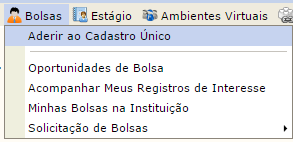 Bolsas Estágio Ambientes Virtuais
Aderir ao Cadastro Único
Oportunidades de Bolsa
Acompanhar Meus Registros de Interesse
Minhas Bolsas na Instituição
Solicitação de Bolsas